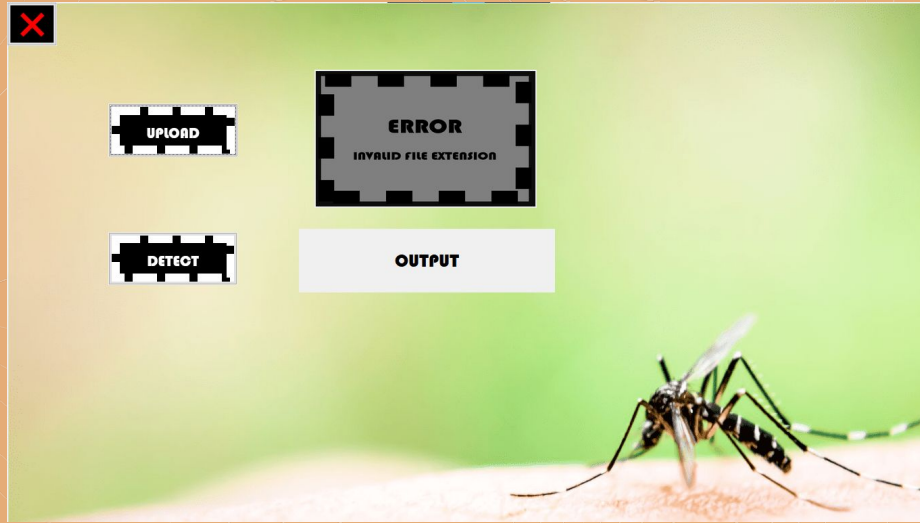 UPLOAD
ERROR
INVALID FILE EXTENSION
DETECT
OUTPUT